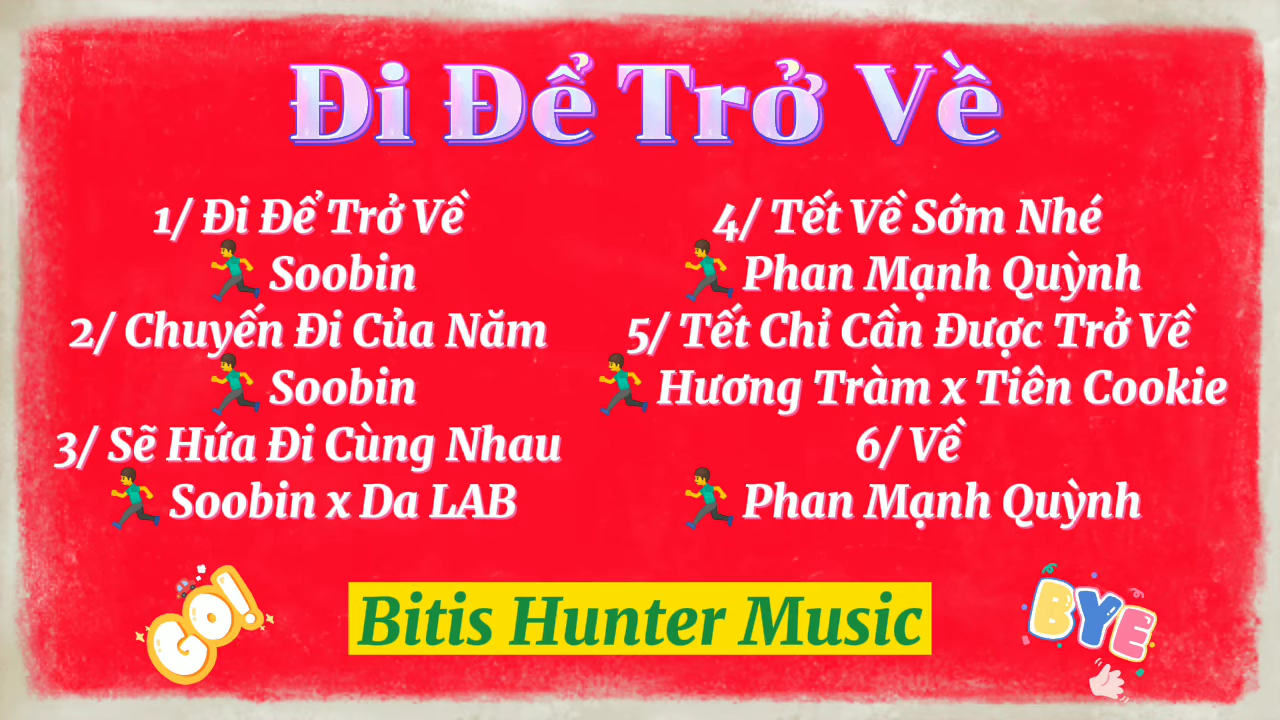 Đi Để Trở Về
1/ Đi Để Trở Về
Soobin
2/ Chuyến Đi Của Năm
Soobin
3/ Sẽ Hứa Đi Cùng Nhau
Soobin x Da LAB
4/ Tết Về Sớm Nhé
Phan Mạnh Quỳnh
5/ Tết Chỉ Cần Được Trở Về
Hương Tràm x Tiên Cookie
6/ Về
Phan Mạnh Quỳnh
GO!
Bitis Hunter Music
BYE